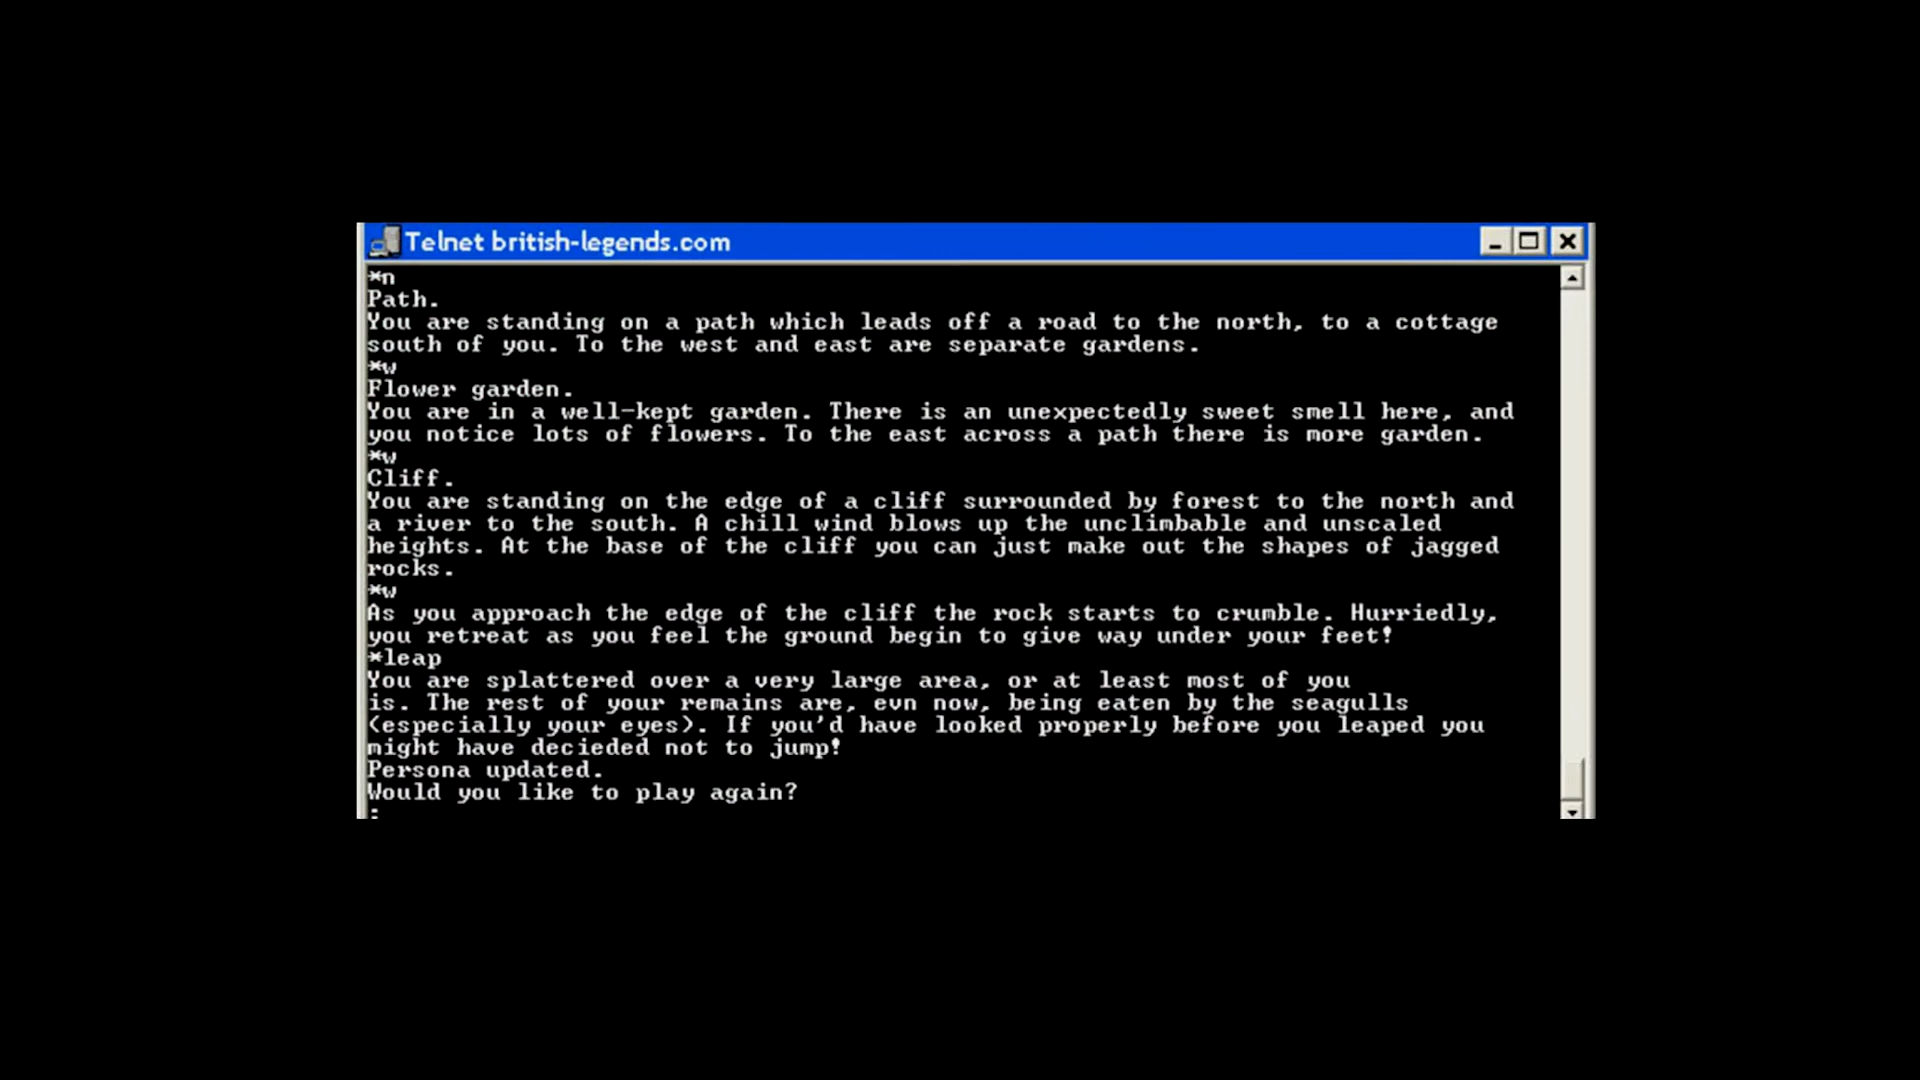 Telnet british-legends.com
*n
Path.
You are standing on a path which leads off a road to the north, to a cottage
south of you. To the west and east are separate gardens.
*w
Flower garden.
You are in a well-kept garden. There is an unexpectedly sweet smell here, and
you notice lots of flowers. To the east across a path there is more garden.
*w
Cliff.
You are standing on the edge of a cliff surrounded by forest to the north and
a river to the south. A chill wind blows up the unclimbable and unscaled
heights. At the base of the cliff you can just make out the shapes of jagged
rocks.
*w
As you approach the edge of the cliff the rock starts to crumble. Hurriedly,
you retreat as you feel the ground begin to give way under your feet!
*leap
You are splattered over a very large area, or at least most of you
is. The rest of your remains are, evn now, being eaten by the seagulls
(especially your eyes). If you'd have looked properly before you leaped you
might have decieded not to jump!
Persona updated.
Would you like to play again?
: